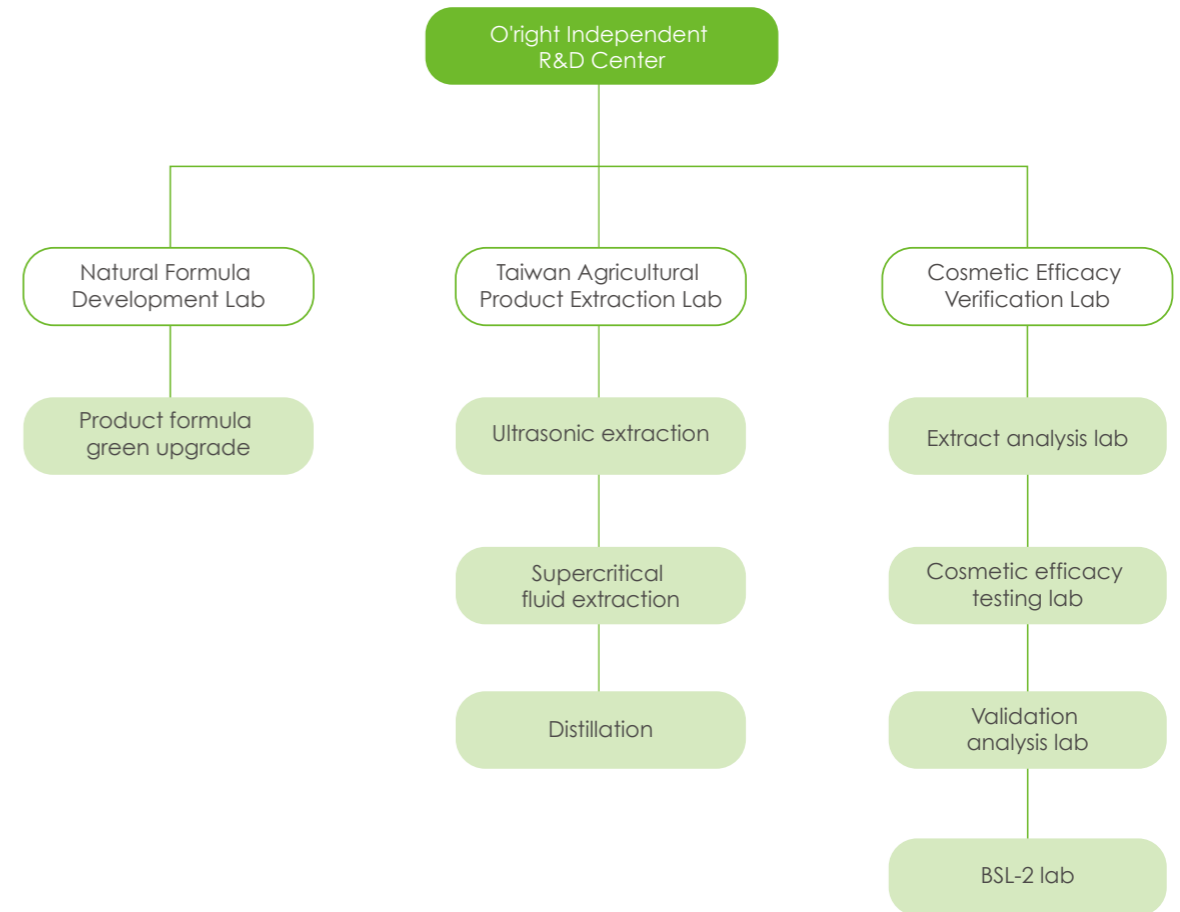 O'right Independent
R&D Center
Natural Formula
Development Lab
Taiwan Agricultural
Product Extraction Lab
Cosmetic Efficacy
Verification Lab
Product formula
green upgrade
Ultrasonic extraction
Extract analysis lab
Supercritical
fluid extraction
Cosmetic efficacy
testing lab
Distillation
Validation
analysis lab
BSL-2 lab